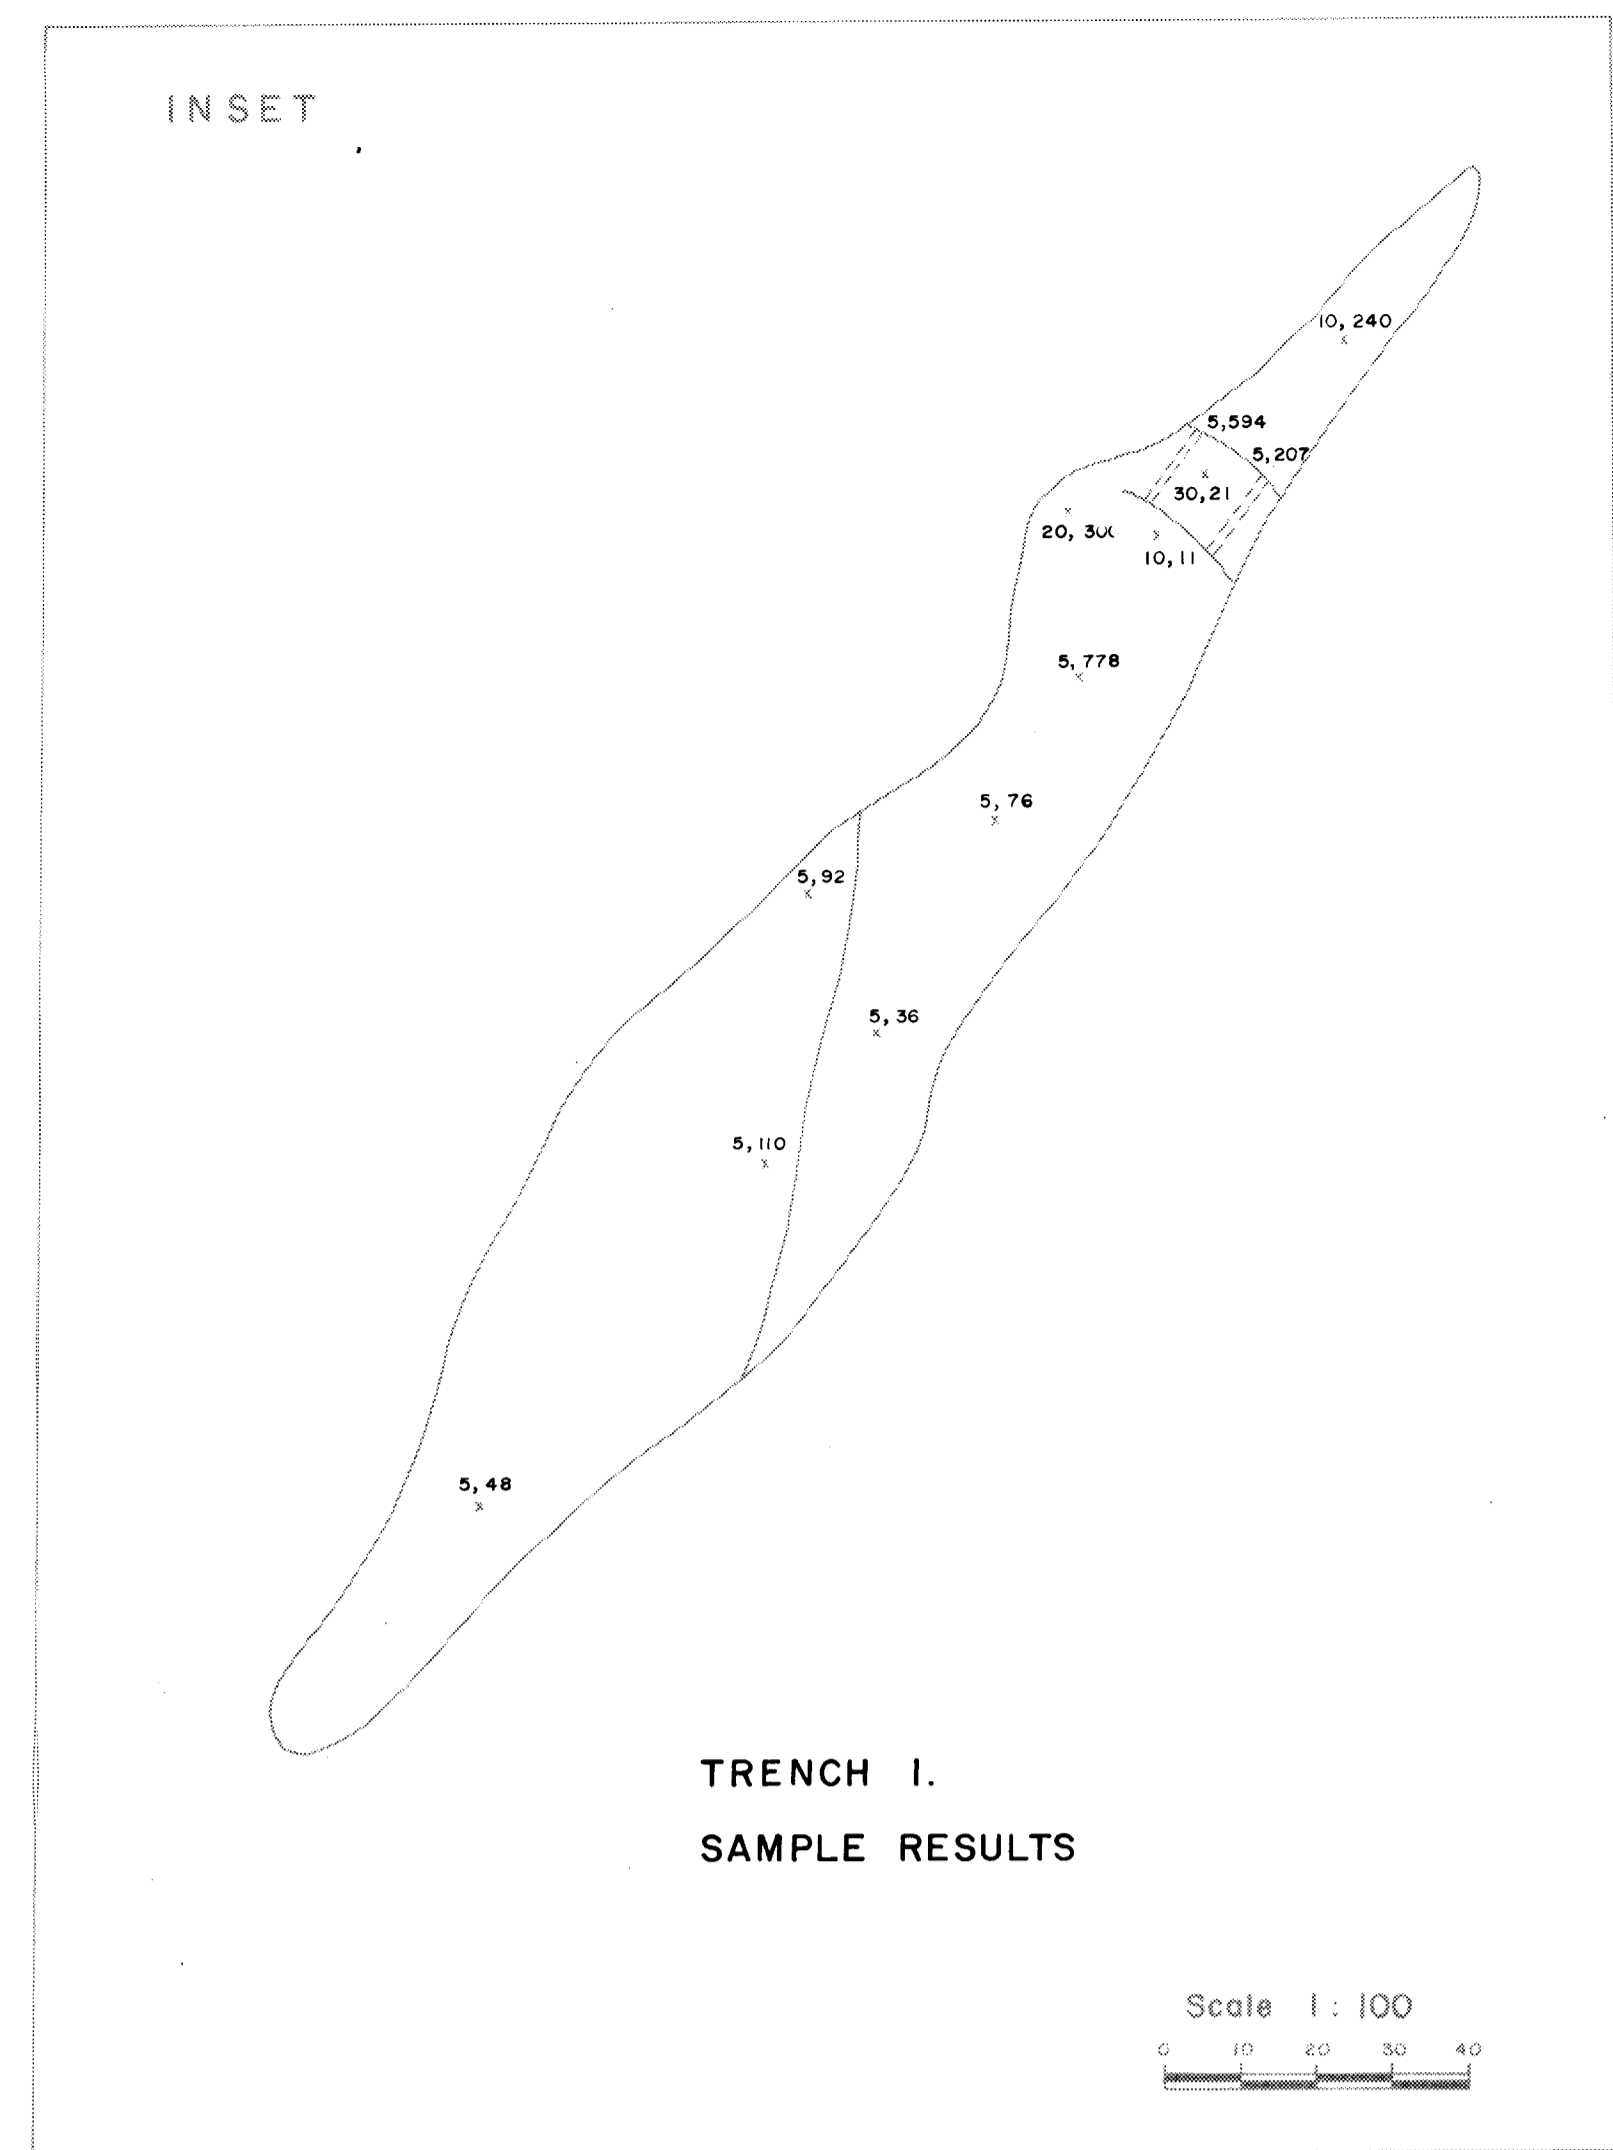 INSET
10, 240
5,594
5,207
30,21
20,
10, 11
5, 778
5, 76
5,92
5, 36
5, 110
5, 48
TRENCH 1.
SAMPLE RESULTS
Scale 1 : 100
0 10 20 30 40